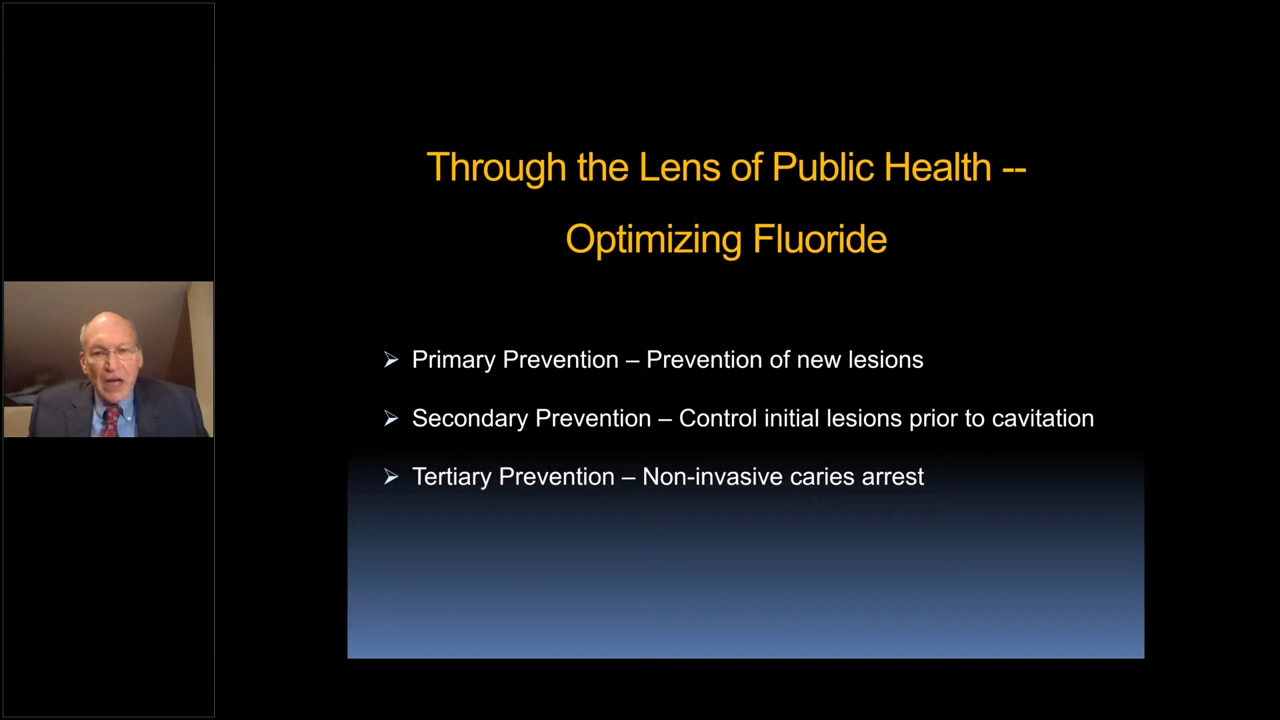 Through the Lens of Public Health --
Optimizing Fluoride
➢ Primary Prevention – Prevention of new lesions
➢ Secondary Prevention – Control initial lesions prior to cavitation
➢ Tertiary Prevention – Non-invasive caries arrest